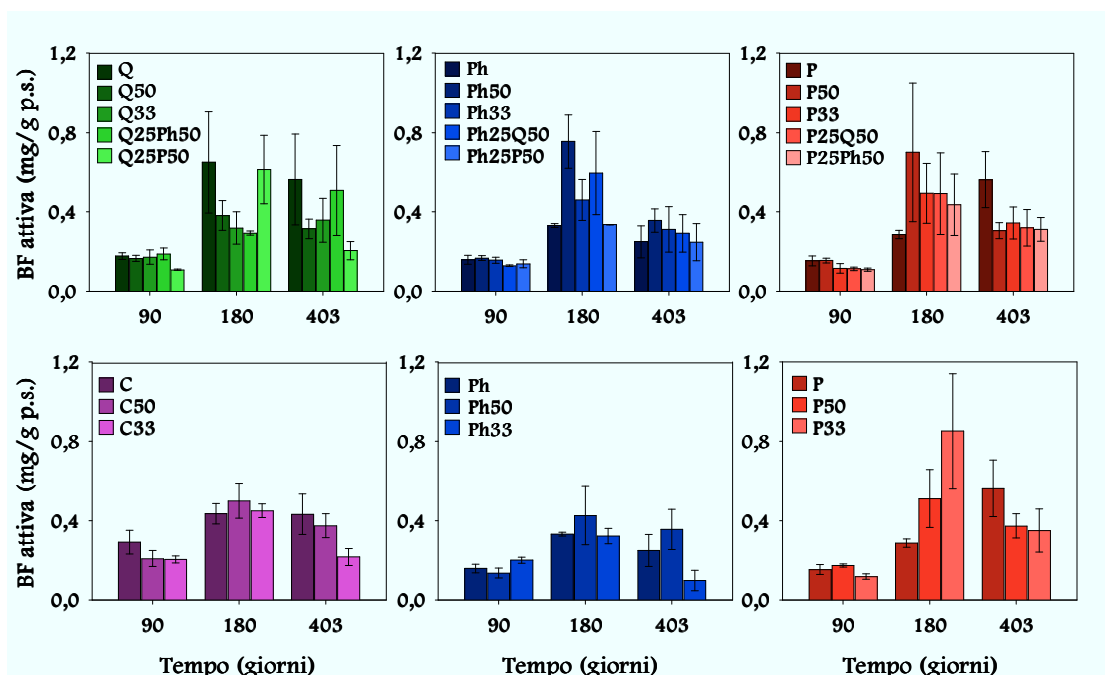 BF attiva (mg/g p.s.)
1,2
0,8
0,4
0,0
Q
Q50
Q33
Q25Ph50
Q25P50
90 180 403
1,2
0,8
0,4
0,0
Ph
Ph50
Ph33
Ph25Q50
Ph25P50
90 180 403
1,2
0,8
0,4
0,0
P
P50
P33
P25Q50
P25Ph50
90 180 403
BF attiva (mg/g p.s.)
1,2
0,8
0,4
0,0
C
C50
C33
90 180 403
Tempo (giorni)
1,2
0,8
0,4
0,0
Ph
Ph50
Ph33
90 180 403
Tempo (giorni)
1,2
0,8
0,4
0,0
P
P50
P33
90 180 403
Tempo (giorni)